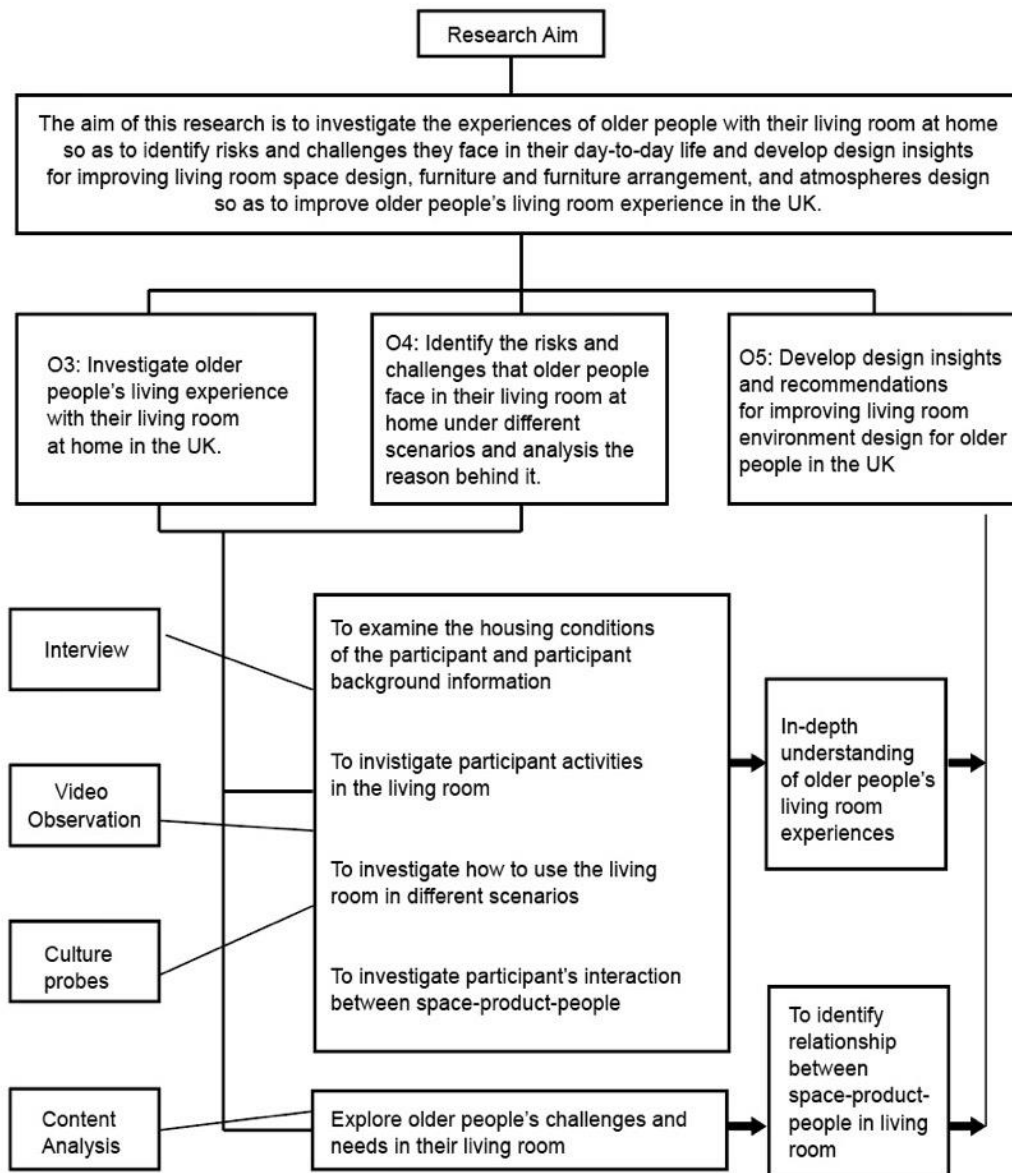 Research Aim
The aim of this research is to investigate the experiences of older people with their living room at home
so as to identify risks and challenges they face in their day-to-day life and develop design insights
for improving living room space design, furniture and furniture arrangement, and atmospheres design
so as to improve older people's living room experience in the UK.
O3: Investigate older
people's living experience
with their living room
at home in the UK.
O4: Identify the risks and
challenges that older people
face in their living room at
home under different
scenarios and analysis the
reason behind it.
O5: Develop design insights
and recommendations
for improving living room
environment design for older
people in the UK
Interview
Video
Observation
Culture
probes
Content
Analysis
To examine the housing conditions
of the participant and participant
background information
To invistigate participant activities
in the living room
To investigate how to use the living
room in different scenarios
To investigate participant's interaction
between space-product-people
Explore older people's challenges and
needs in their living room
In-depth
understanding
of older people's
living room
experiences
To identify
relationship
between
space-product-
people in living
room